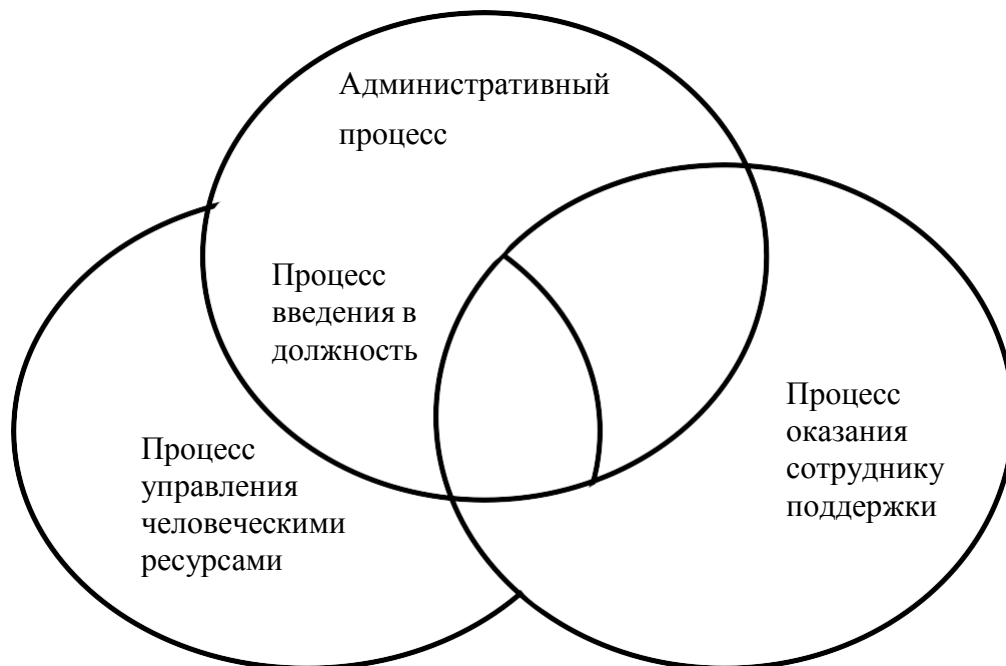 Административный
процесс
Процесс
введения в
должность
Процесс
управления
человеческими
ресурсами
Процесс
оказания
сотруднику
поддержки